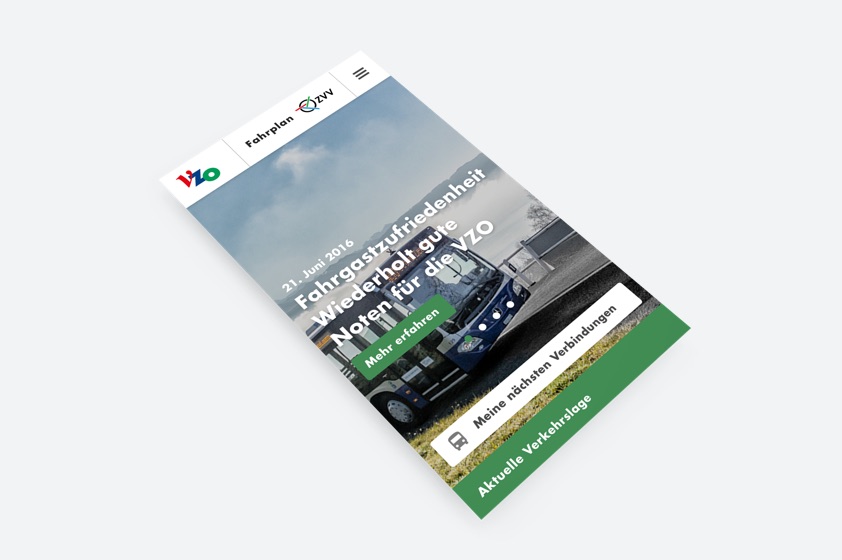 VZO
Fahrplan ZVV
21. Juni 2016
Fahrgastzufriedenheit
Wiederholt gute
Noten für die VZO
Mehr erfahren
Meine nächsten Verbindungen
Aktuelle Verkehrslage